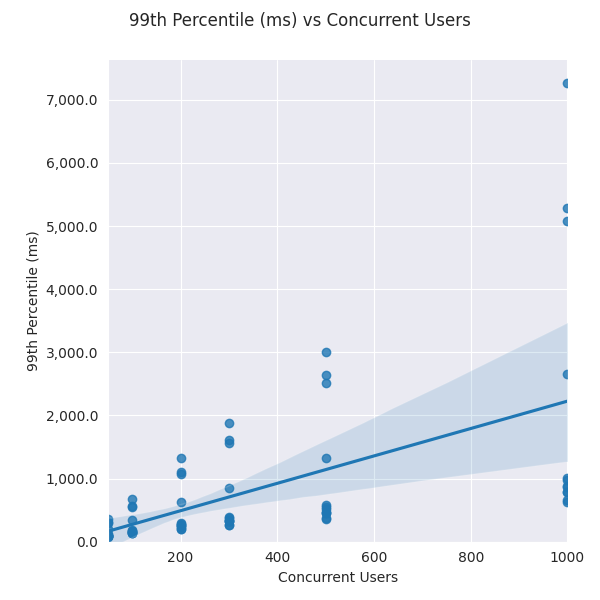 99th Percentile (ms) vs Concurrent Users
7,000.0
6,000.0
5,000.0
4,000.0
3,000.0
2,000.0
1,000.0
0.0
99th Percentile (ms)
200 400 600 800 1000
Concurrent Users